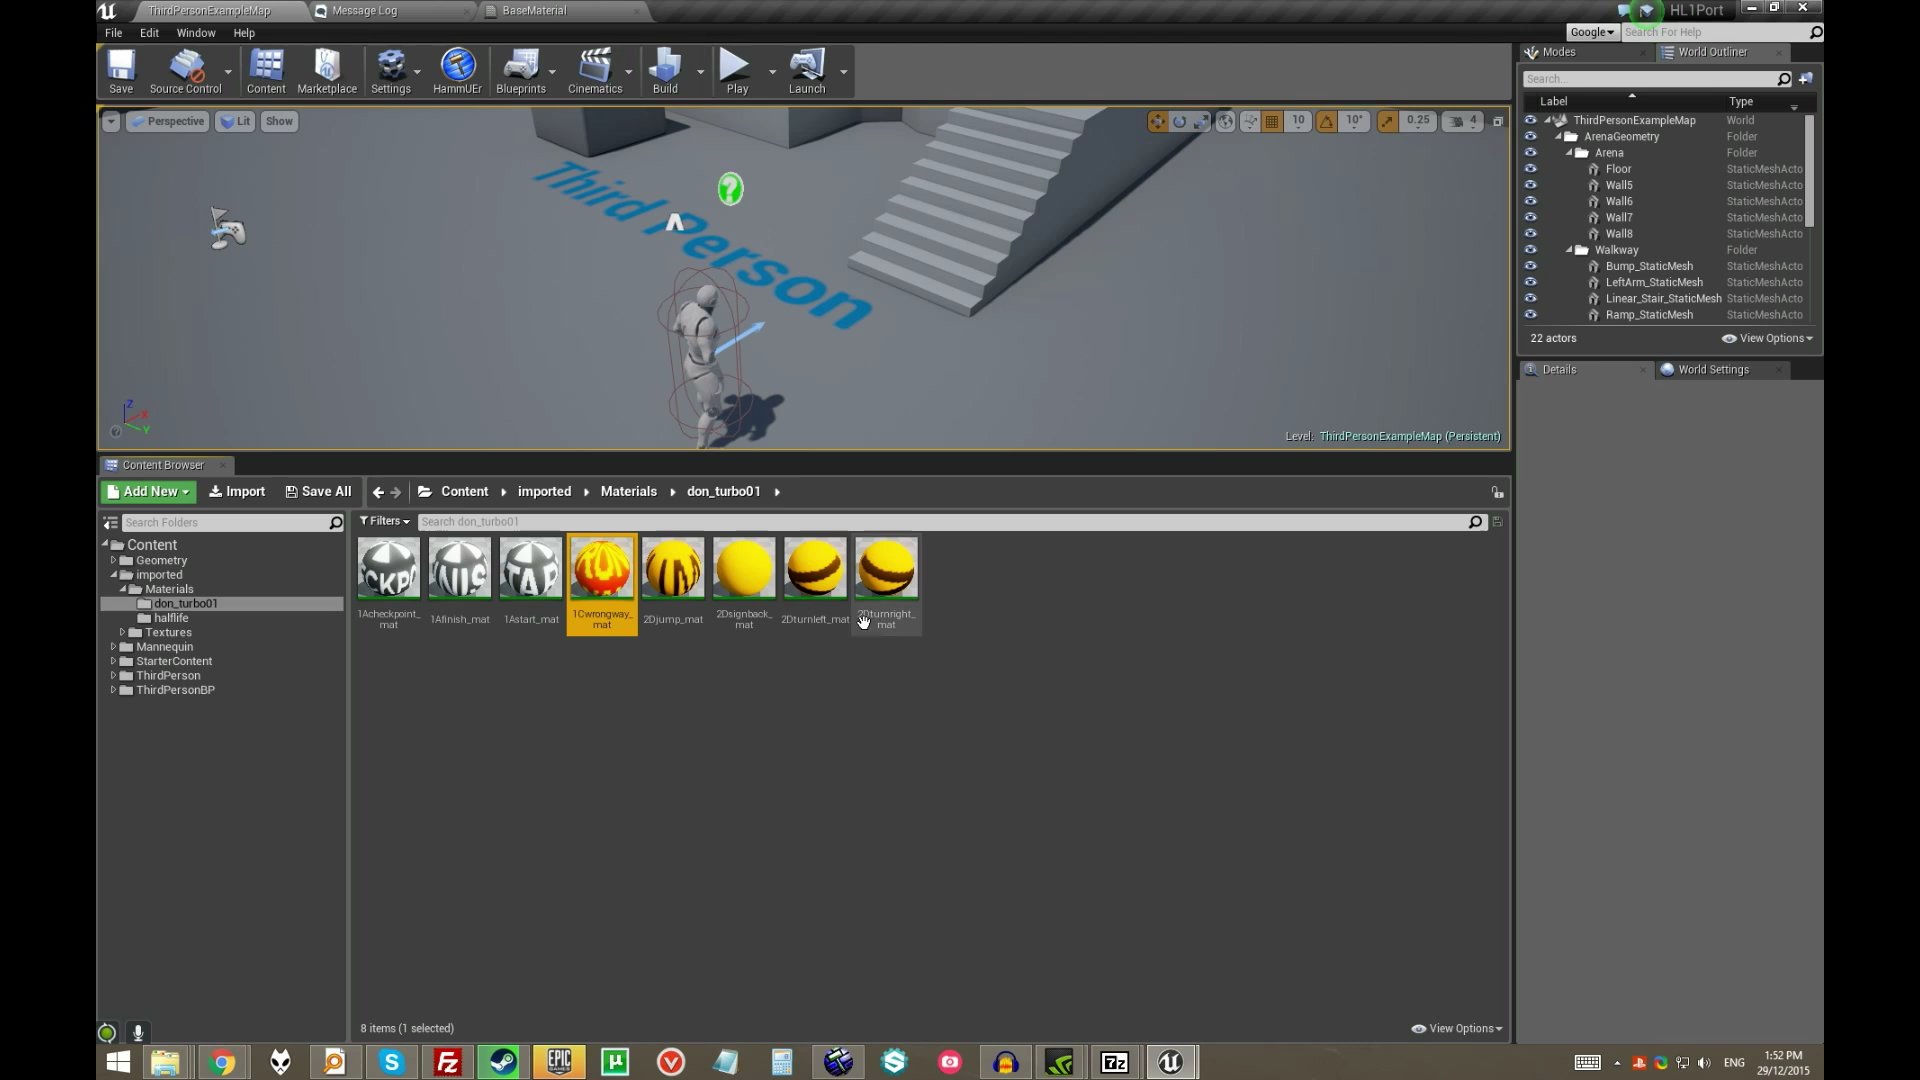 ThirdPersonExampleMap
Message Log
BaseMaterial
HL1Port
File Edit Window Help
Google
Search For Help
Save
Source Control
Content
Marketplace
Settings
HammUEr
Blueprints
Cinematics
Build
Play
Launch
Modes
World Outliner
Search...
Label Type
ThirdPersonExampleMap World
ArenaGeometry Folder
Arena Folder
Floor StaticMeshActo
Wall5 StaticMeshActo
Wall6 StaticMeshActo
Wall7 StaticMeshActo
Wall8 StaticMeshActo
Walkway Folder
Bump_StaticMesh StaticMeshActo
LeftArm_StaticMesh StaticMeshActo
Linear_Stair_StaticMesh StaticMeshActo
Ramp_StaticMesh StaticMeshActo
22 actors
View Options
Details
World Settings
Perspective
Lit
Show
10
10°
0.25
4
Third Person
Z
X
Y
Level: ThirdPersonExampleMap (Persistent)
Content Browser
Add New
Import
Save All
Content
imported
Materials
don_turbo01
Search Folders
Filters
Search don_turbo01
Content
Geometry
imported
Materials
don_turbo01
halflife
Textures
Mannequin
StarterContent
ThirdPerson
ThirdPersonBP
CKPO
NIS
TAR
1Acheckpoint_
mat
1Afinish_mat
1Astart_mat
1Cwrongway_
mat
2Djump_mat
2Dsignback_
mat
2Dturnleft_mat
2Dturnright_
mat
8 items (1 selected)
View Options
EPIC
GAMES
7z
ENG
1:52 PM
29/12/2015